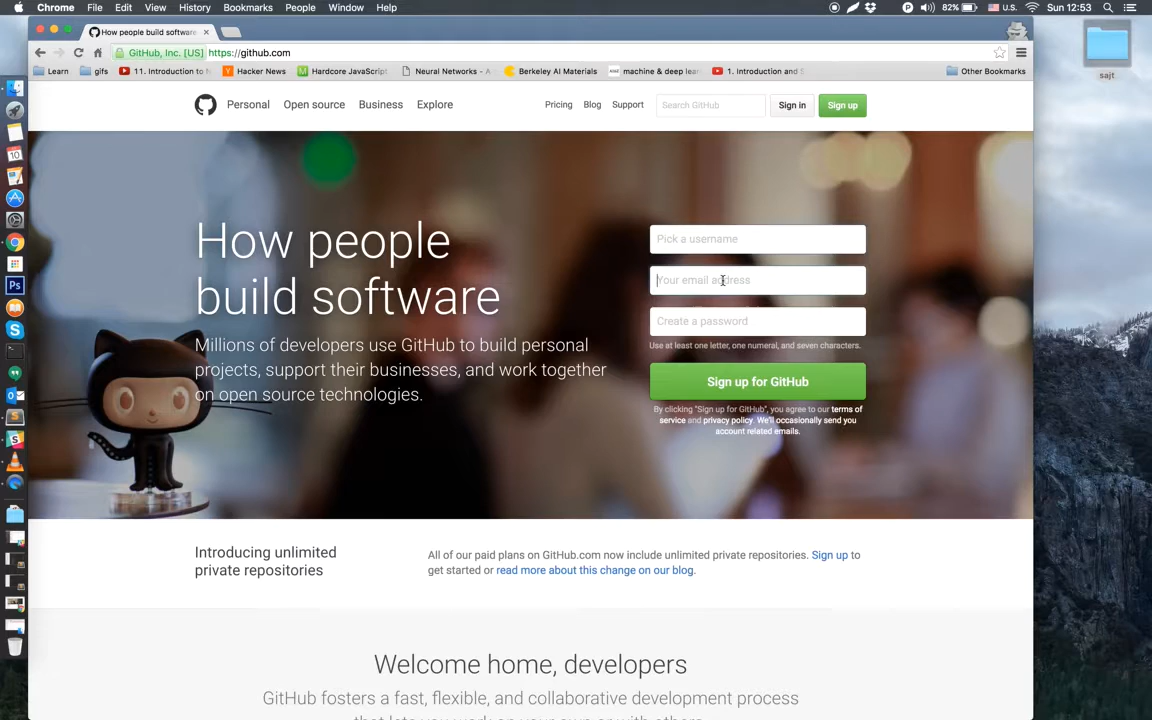 Chrome File Edit View History Bookmarks People Window Help
82% U.S. Sun 12:53
How people build software
GitHub, Inc. [US] https://github.com
Learn gifs 11. Introduction to N Hacker News Hardcore JavaScript Neural Networks - A Berkeley AI Materials machine & deep lear 1. Introduction and S Other Bookmarks
sajt
Personal Open source Business Explore Pricing Blog Support Search GitHub Sign in Sign up
How people
build software
Millions of developers use GitHub to build personal
projects, support their businesses, and work together
on open source technologies.
Pick a username
Your email address
Create a password
Use at least one letter, one numeral, and seven characters.
Sign up for GitHub
By clicking "Sign up for GitHub", you agree to our terms of
service and privacy policy. We'll occasionally send you
account related emails.
Introducing unlimited
private repositories
All of our paid plans on GitHub.com now include unlimited private repositories. Sign up to
get started or read more about this change on our blog.
Welcome home, developers
GitHub fosters a fast, flexible, and collaborative development process